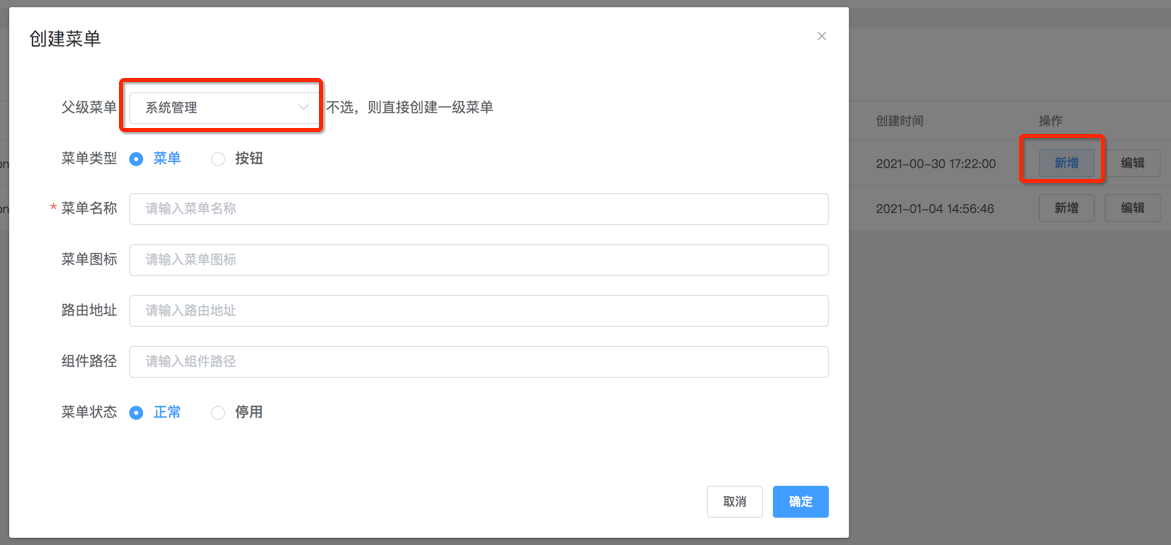 创建菜单
父级菜单 系统管理 不选，则直接创建一级菜单
菜单类型 菜单 按钮
* 菜单名称 请输入菜单名称
菜单图标 请输入菜单图标
路由地址 请输入路由地址
组件路径 请输入组件路径
菜单状态 正常 停用
取消 确定
创建时间 操作
on 2021-00-30 17:22:00 新增 编辑
on 2021-01-04 14:56:46 新增 编辑